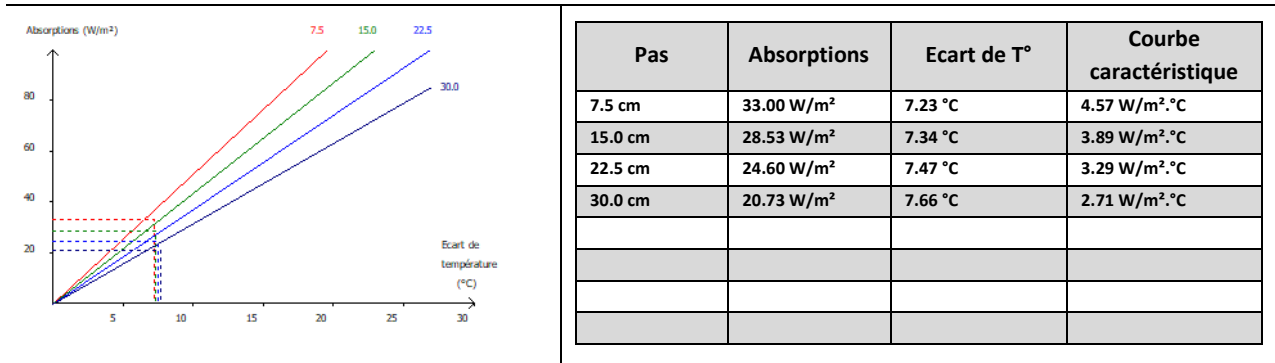 Absorptions (W/m²)
7.5 15.0 22.5
30.0
80
60
40
20
Ecart de
température
(°C)
5 10 15 20 25 30
Pas Absorptions Ecart de T° Courbe
caractéristique
7.5 cm 33.00 W/m² 7.23 °C 4.57 W/m².°C
15.0 cm 28.53 W/m² 7.34 °C 3.89 W/m².°C
22.5 cm 24.60 W/m² 7.47 °C 3.29 W/m².°C
30.0 cm 20.73 W/m² 7.66 °C 2.71 W/m².°C